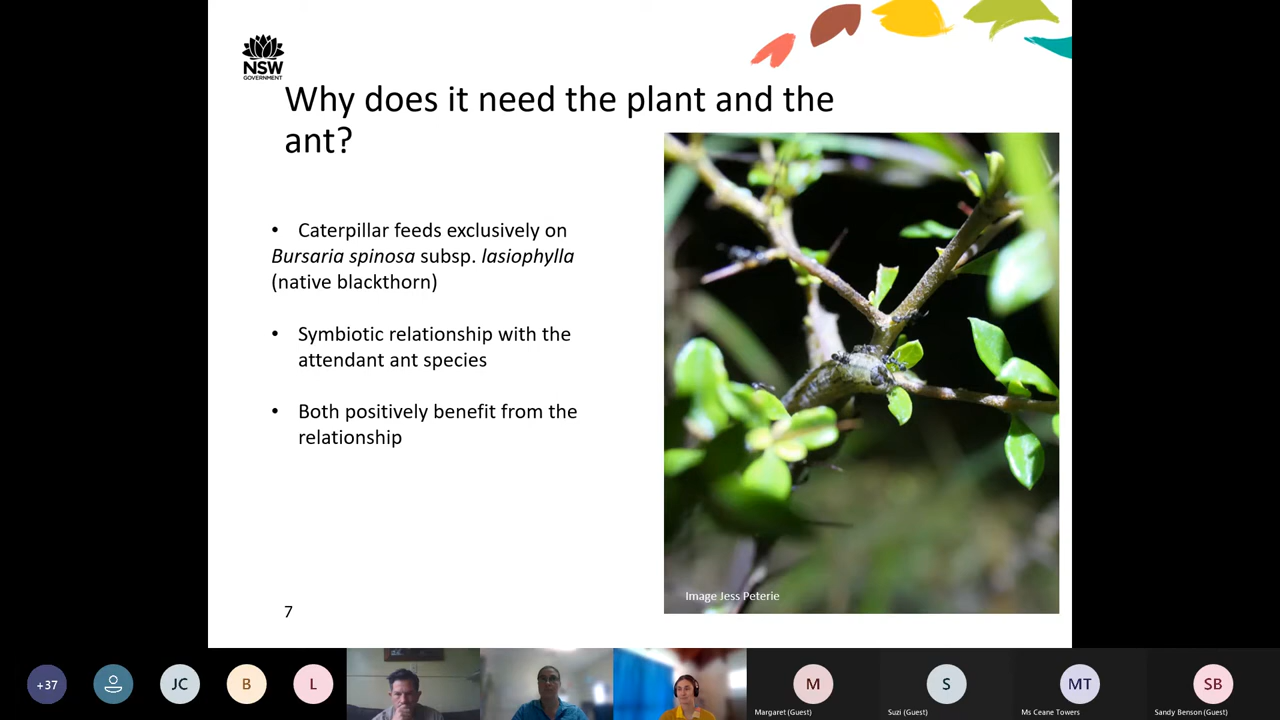 NSW
GOVERNMENT
Why does it need the plant and the
ant?
• Caterpillar feeds exclusively on
Bursaria spinosa subsp. lasiophylla
(native blackthorn)
• Symbiotic relationship with the
attendant ant species
• Both positively benefit from the
relationship
Image Jess Peterie
7
+37
JC
B
L
M
S
MT
SB
Margaret (Guest)
Suzi (Guest)
Ms Ceane Towers
Sandy Benson (Guest)